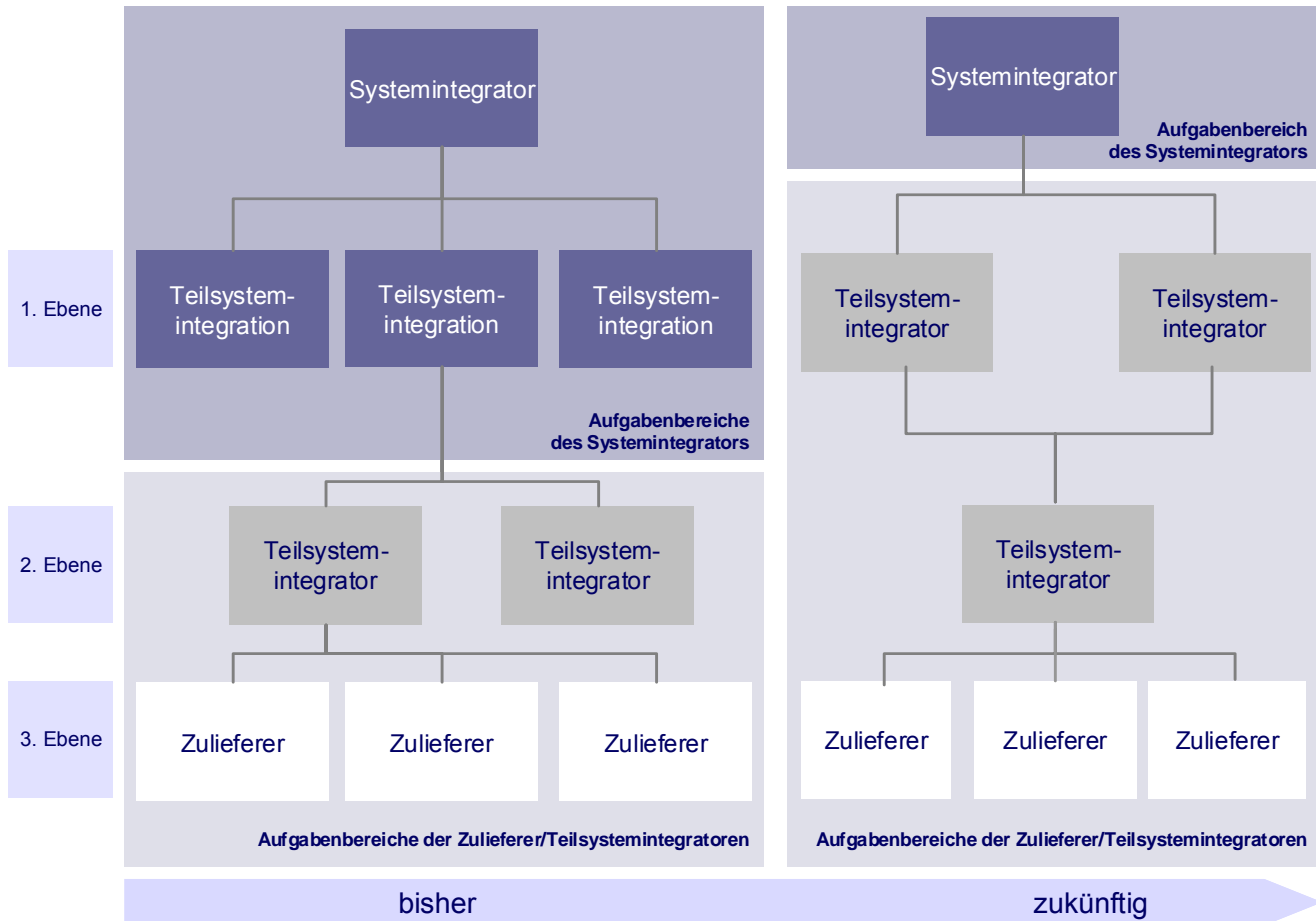 Systemintegrator
Systemintegrator
Aufgabenbereich
des Systemintegrators
1. Ebene
Teilsystem-
integration
Teilsystem-
integration
Teilsystem-
integration
Teilsystem-
integrator
Teilsystem-
integrator
Aufgabenbereiche
des Systemintegrators
2. Ebene
Teilsystem-
integrator
Teilsystem-
integrator
Teilsystem-
integrator
3. Ebene
Zulieferer
Zulieferer
Zulieferer
Zulieferer
Zulieferer
Zulieferer
Aufgabenbereiche der Zulieferer/Teilsystemintegratoren
Aufgabenbereiche der Zulieferer/Teilsystemintegratoren
bisher
zukünftig